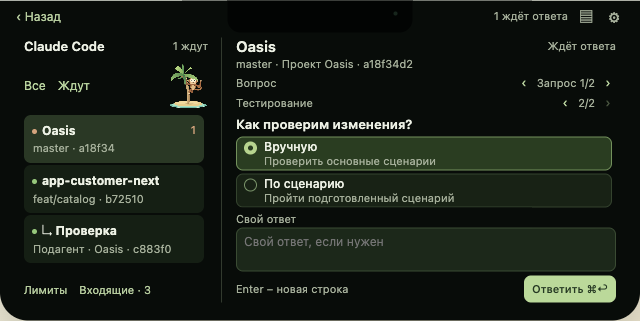 ‹ Назад
1 ждёт ответа
Claude Code
1 ждут
Все Ждут
Oasis 1
master · a18f34
app-customer-next
feat/catalog · b72510
Проверка
Подагент · Oasis · c883f0
Лимиты Входящие · 3
Oasis
Ждёт ответа
master · Проект Oasis · a18f34d2
Вопрос
‹ Запрос 1/2 ›
Тестирование
‹ 2/2 ›
Как проверим изменения?
Вручную
Проверить основные сценарии
По сценарию
Пройти подготовленный сценарий
Свой ответ
Свой ответ, если нужен
Enter – новая строка
Ответить ⌘↩